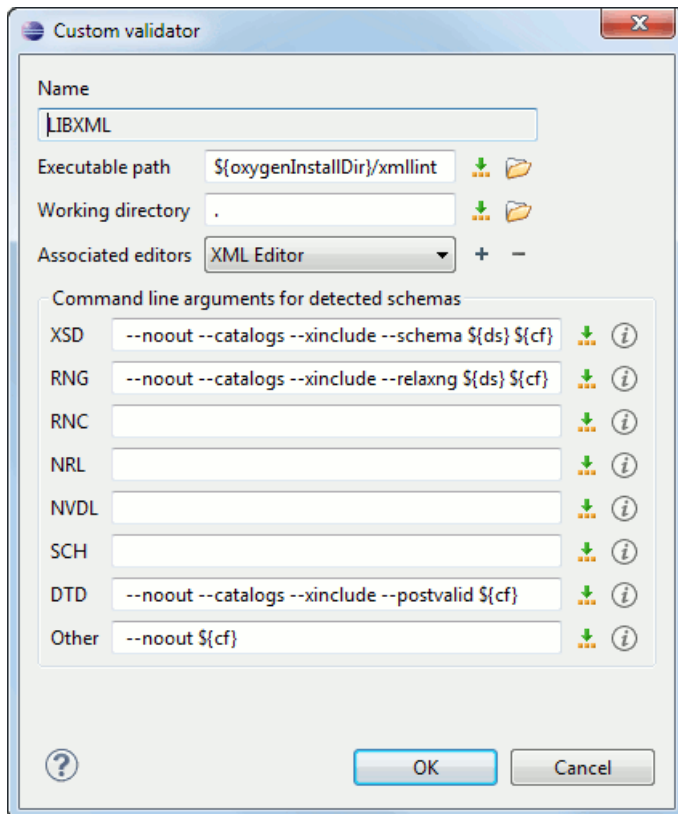 Custom validator
Name
LIBXML
Executable path ${oxygenInstallDir}/xmllint
Working directory .
Associated editors XML Editor
Command line arguments for detected schemas
XSD --noout --catalogs --xinclude --schema ${ds} ${cf}
RNG --noout --catalogs --xinclude --relaxng ${ds} ${cf}
RNC
NRL
NVDL
SCH
DTD --noout --catalogs --xinclude --postvalid ${cf}
Other --noout ${cf}
OK Cancel